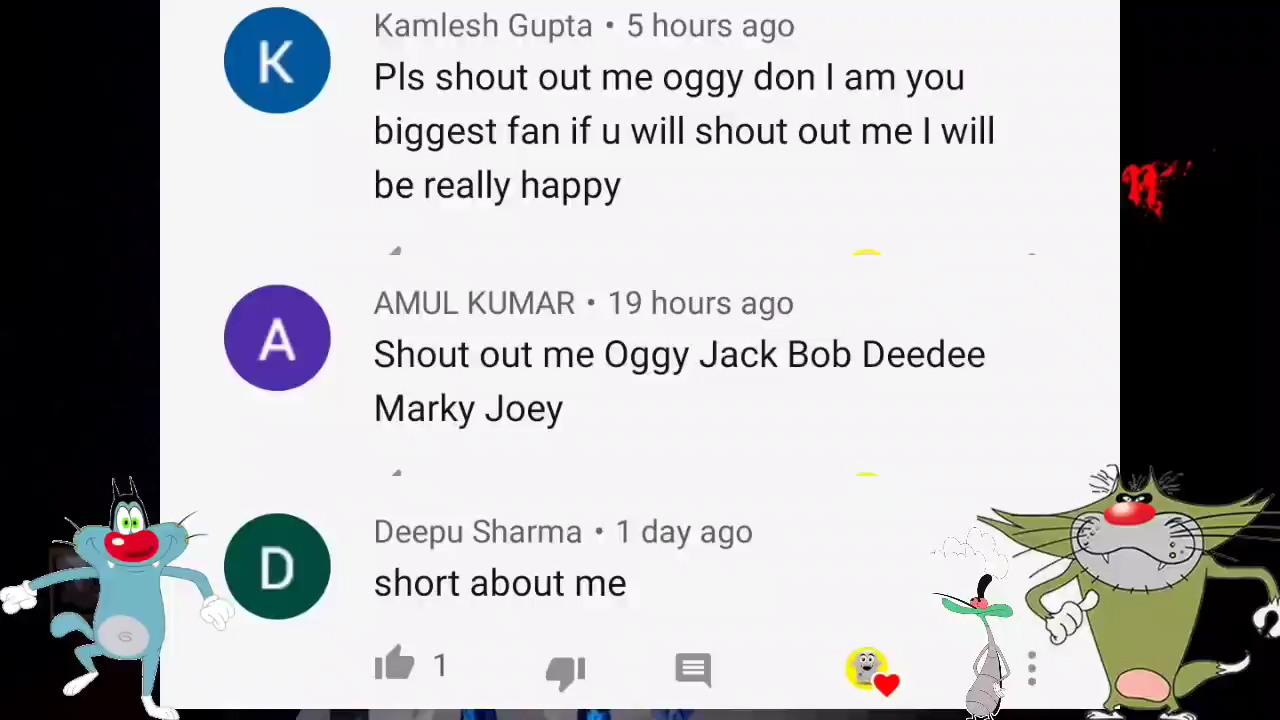 K
Kamlesh Gupta • 5 hours ago
Pls shout out me oggy don I am you
biggest fan if u will shout out me I will
be really happy
A
AMUL KUMAR • 19 hours ago
Shout out me Oggy Jack Bob Deedee
Marky Joey
D
Deepu Sharma • 1 day ago
short about me
1